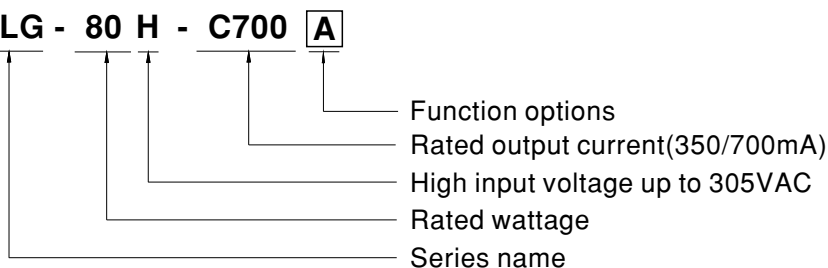 LG - 80 H - C700 A
Function options
Rated output current(350/700mA)
High input voltage up to 305VAC
Rated wattage
Series name